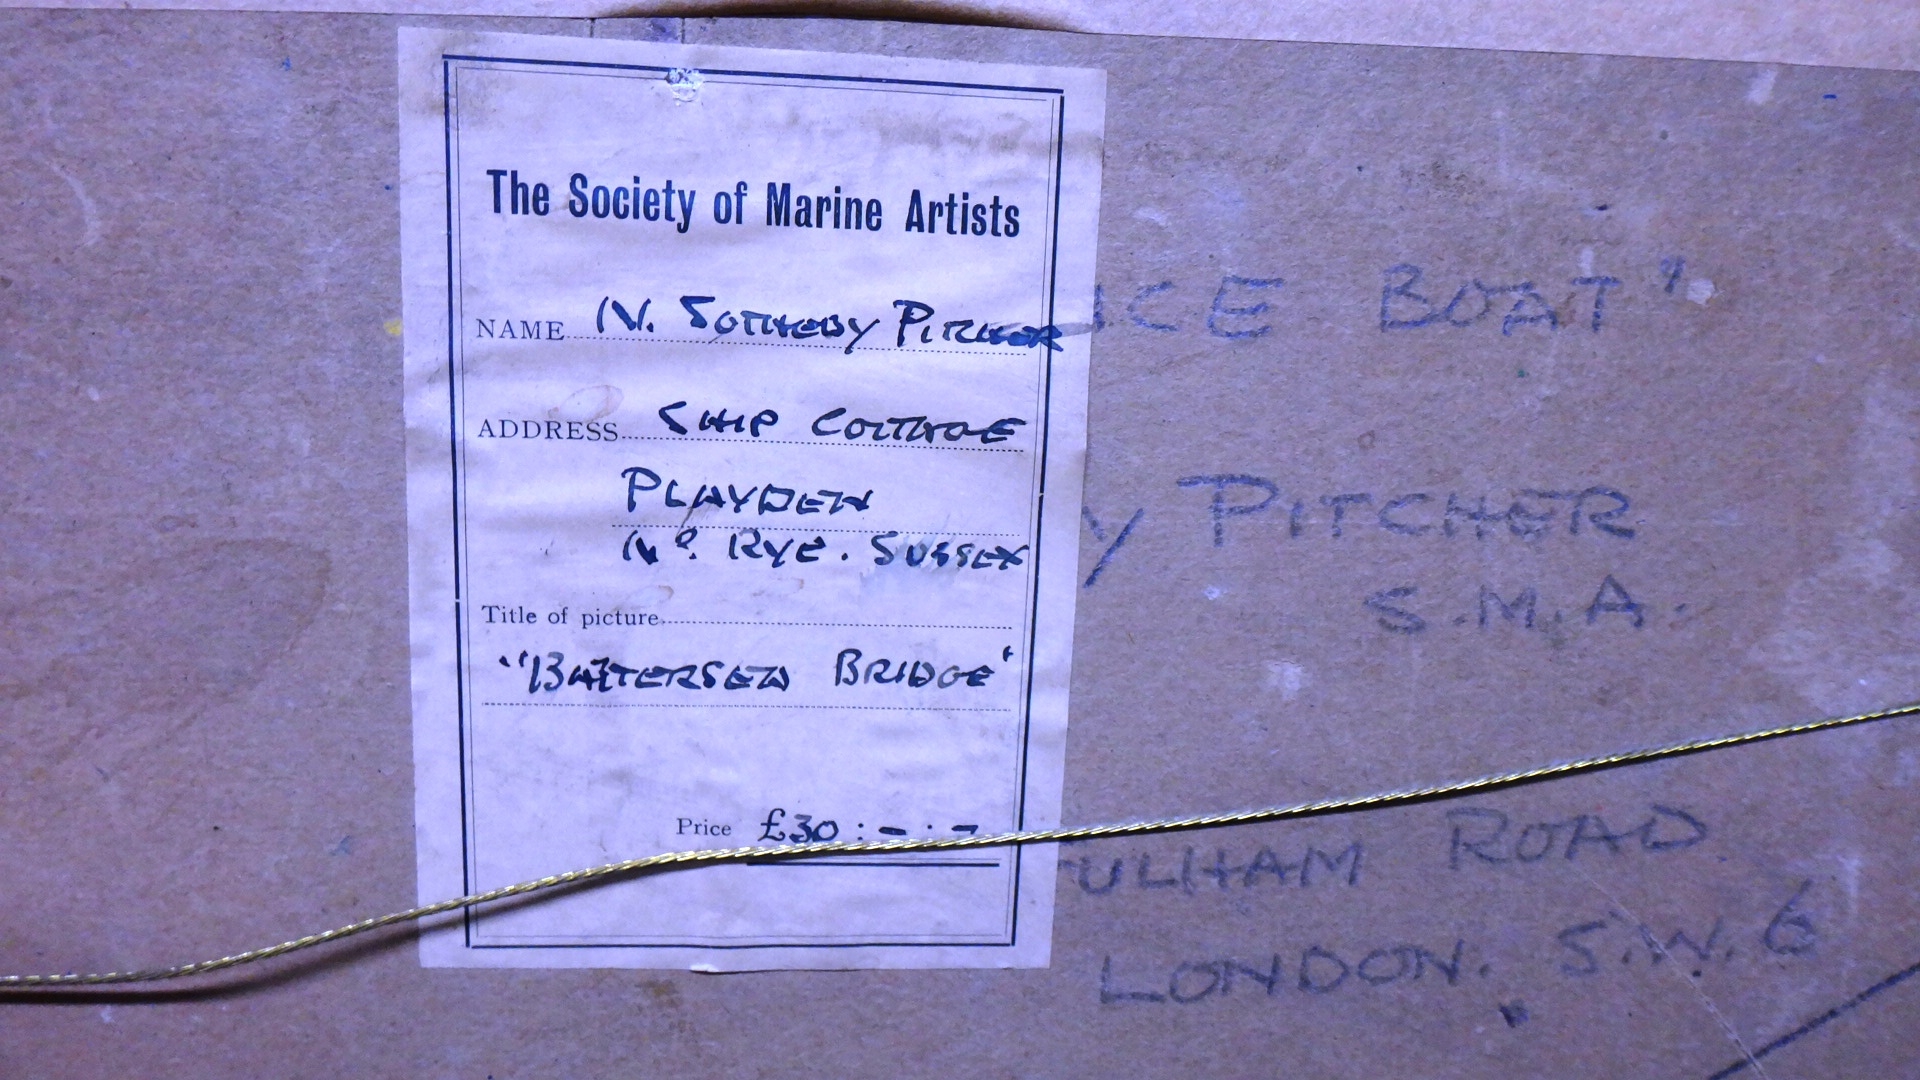 The Society of Marine Artists
NAME N. SOTHEBY PITCHER
ADDRESS SHIP COTTAGE
PLAYDEN
Nr. RYE. SUSSEX
Title of picture
"BATTERSEA BRIDGE"
Price £30 : - . -
BOAT"
Y PITCHER
S.M.A.
ULHAM ROAD
LONDON. S.W.6